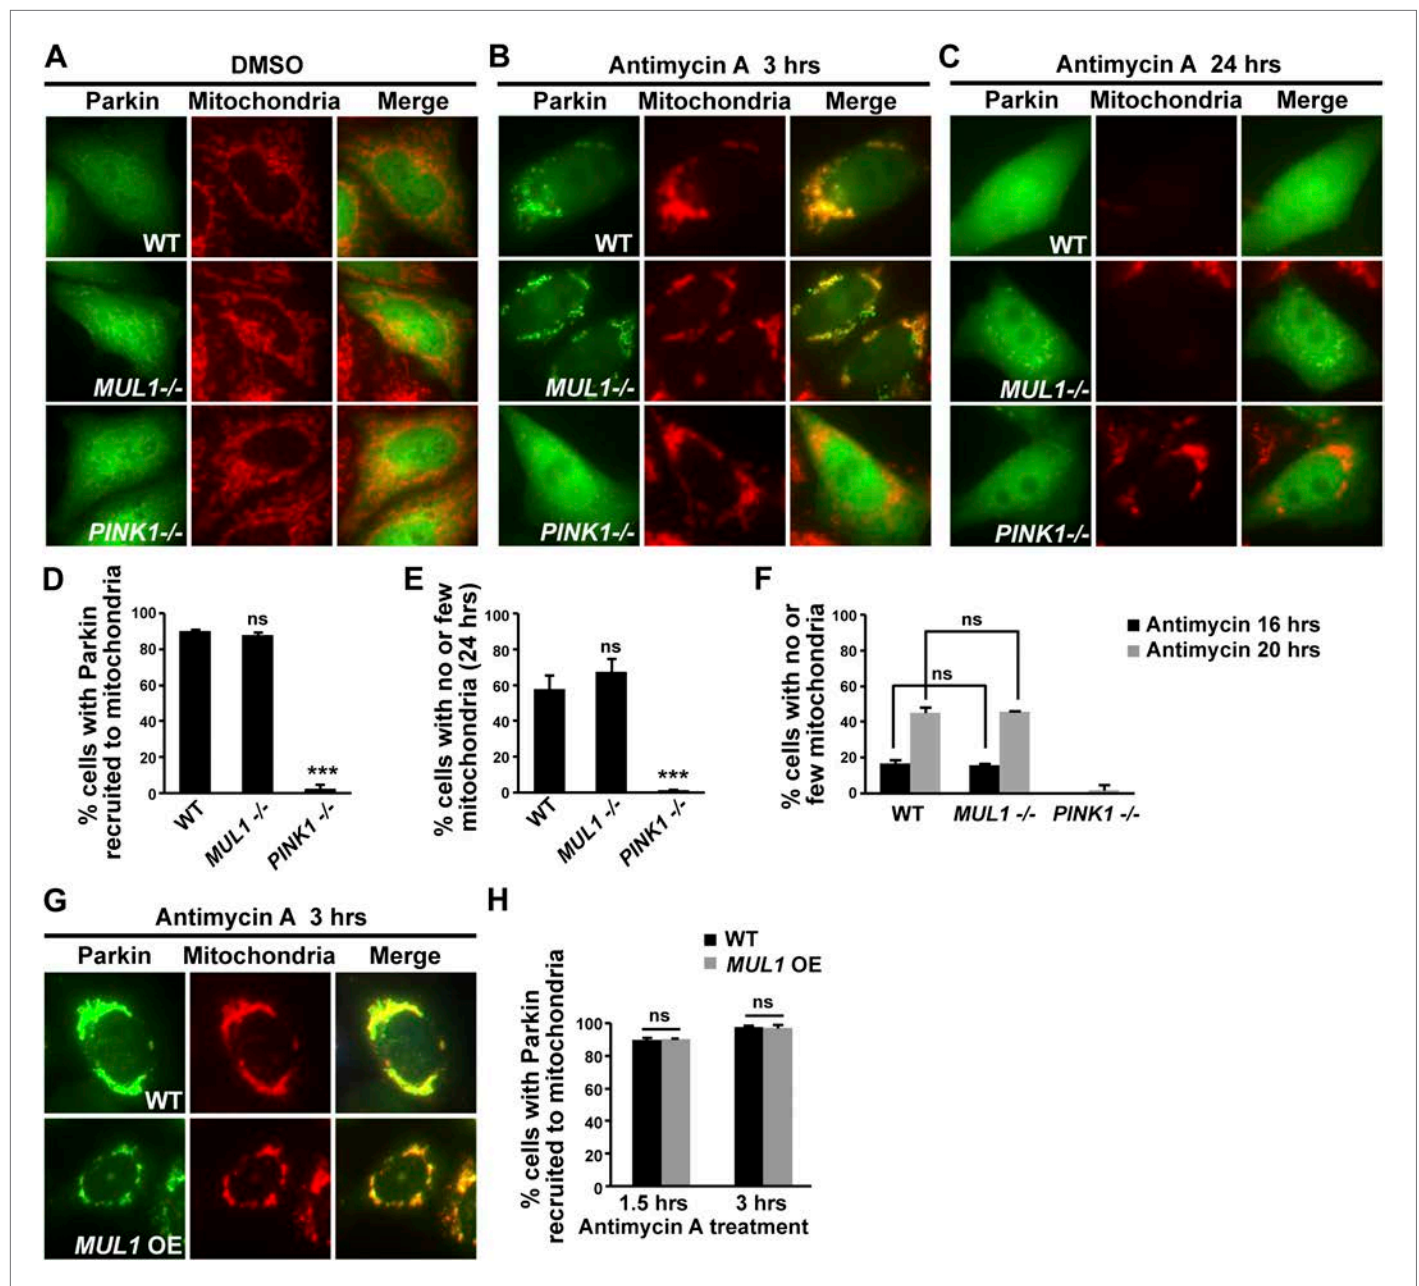 A
DMSO
Parkin Mitochondria Merge
WT
MUL1-/-
PINK1-/-
B
Antimycin A 3 hrs
Parkin Mitochondria Merge
WT
MUL1-/-
PINK1-/-
C
Antimycin A 24 hrs
Parkin Mitochondria Merge
WT
MUL1-/-
PINK1-/-
D
% cells with Parkin
recruited to mitochondria
100
80
60
40
20
0
ns
***
WT
MUL1 -/-
PINK1 -/-
E
% cells with no or few
mitochondria (24 hrs)
100
80
60
40
20
0
ns
***
WT
MUL1 -/-
PINK1 -/-
F
% cells with no or
few mitochondria
100
80
60
40
20
0
ns
ns
Antimycin 16 hrs
Antimycin 20 hrs
WT MUL1 -/- PINK1 -/-
G
Antimycin A 3 hrs
Parkin Mitochondria Merge
WT
MUL1 OE
H
WT
MUL1 OE
% cells with Parkin
recruited to mitochondria
100
80
60
40
20
0
ns
ns
1.5 hrs 3 hrs
Antimycin A treatment